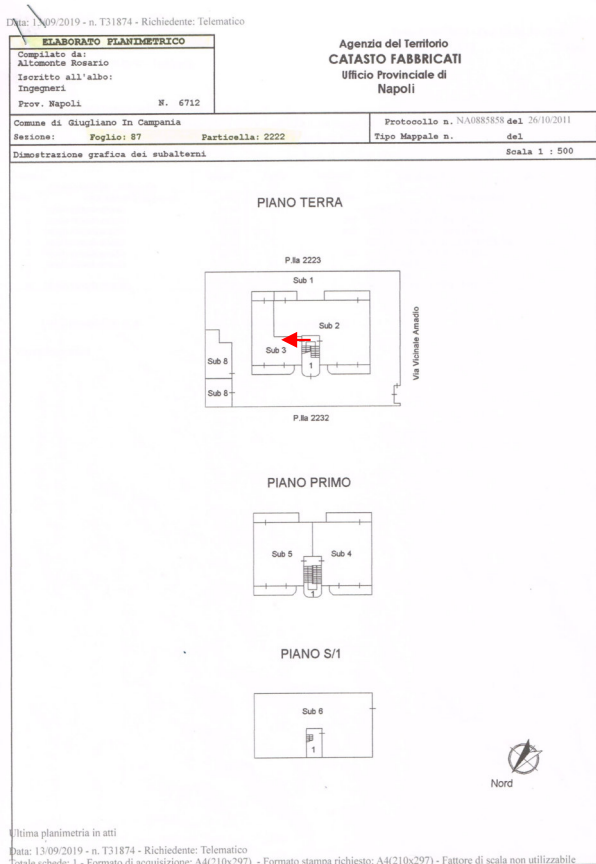 Data: 13/09/2019 - n. T31874 - Richiedente: Telematico
ELABORATO PLANIMETRICO
Compilato da:
Altomonte Rosario
Iscritto all'albo:
Ingegneri
Prov. Napoli N. 6712
Agenzia del Territorio
CATASTO FABBRICATI
Ufficio Provinciale di
Napoli
Comune di Giugliano In Campania
Protocollo n. NA0885858 del 26/10/2011
Sezione: Foglio: 87 Particella: 2222
Tipo Mappale n. del
Dimostrazione grafica dei subalterni
Scala 1 : 500
PIANO TERRA
P.lla 2223
Sub 1
Sub 2
Sub 3
1
Sub 8
Sub 8
Via Vicinale Amadio
P.lla 2232
PIANO PRIMO
Sub 5
Sub 4
1
PIANO S/1
Sub 6
1
Nord
Ultima planimetria in atti
Data: 13/09/2019 - n. T31874 - Richiedente: Telematico
Totale schede: 1 - Formato di acquisizione: A4(210x297) - Formato stampa richiesto: A4(210x297) - Fattore di scala non utilizzabile